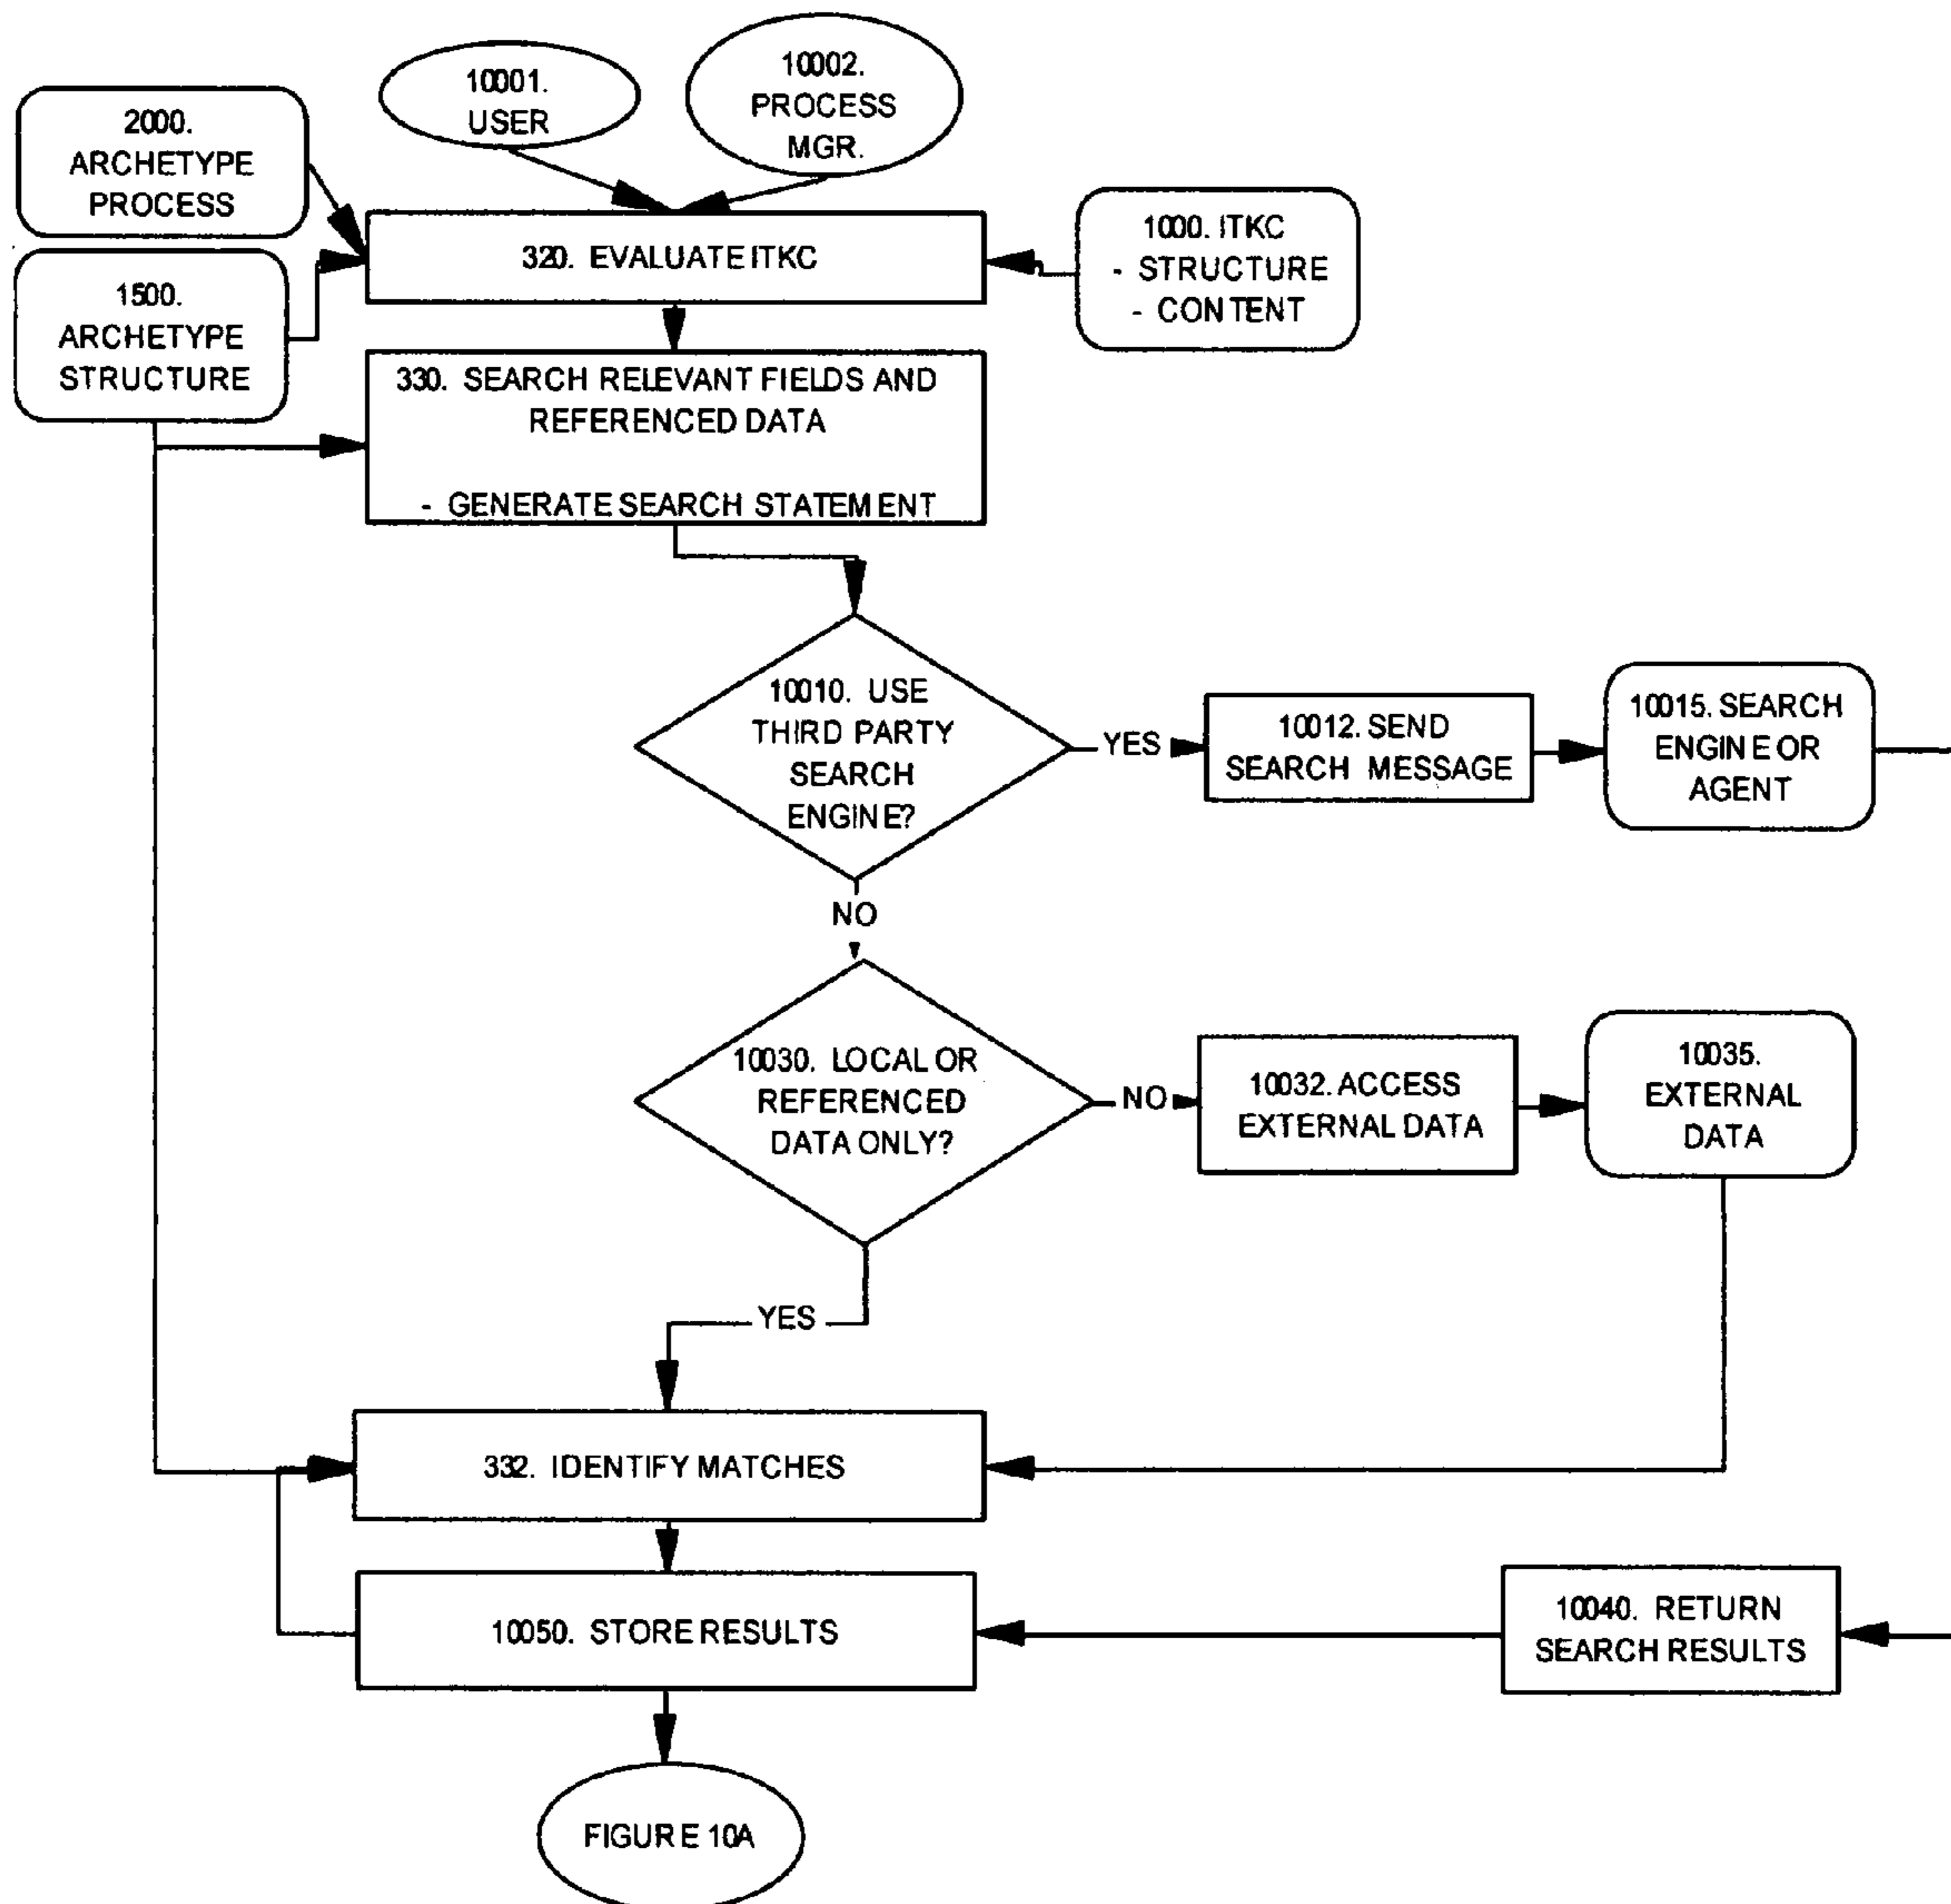 10001.
USER
10002.
PROCESS
MGR.
2000.
ARCHETYPE
PROCESS
320. EVALUATE ITKC
1000. ITKC
- STRUCTURE
- CONTENT
1500.
ARCHETYPE
STRUCTURE
330. SEARCH RELEVANT FIELDS AND
REFERENCED DATA
- GENERATE SEARCH STATEMENT
10010. USE
THIRD PARTY
SEARCH
ENGINE?
YES
10012. SEND
SEARCH MESSAGE
10015. SEARCH
ENGINE OR
AGENT
NO
10030. LOCAL OR
REFERENCED
DATA ONLY?
NO
10032. ACCESS
EXTERNAL DATA
10035.
EXTERNAL
DATA
YES
332. IDENTIFY MATCHES
10050. STORE RESULTS
10040. RETURN
SEARCH RESULTS
FIGURE 10A